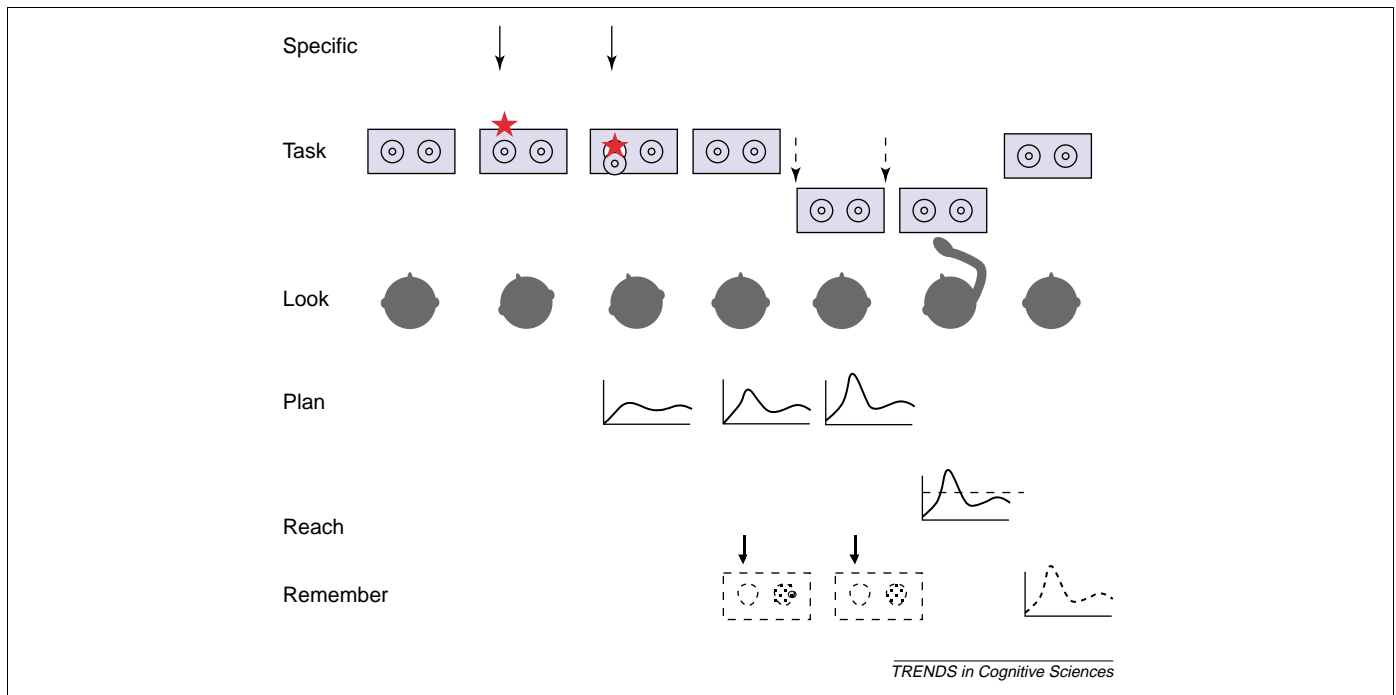 Specific
Task
Look
Plan
Reach
Remember
TRENDS in Cognitive Sciences